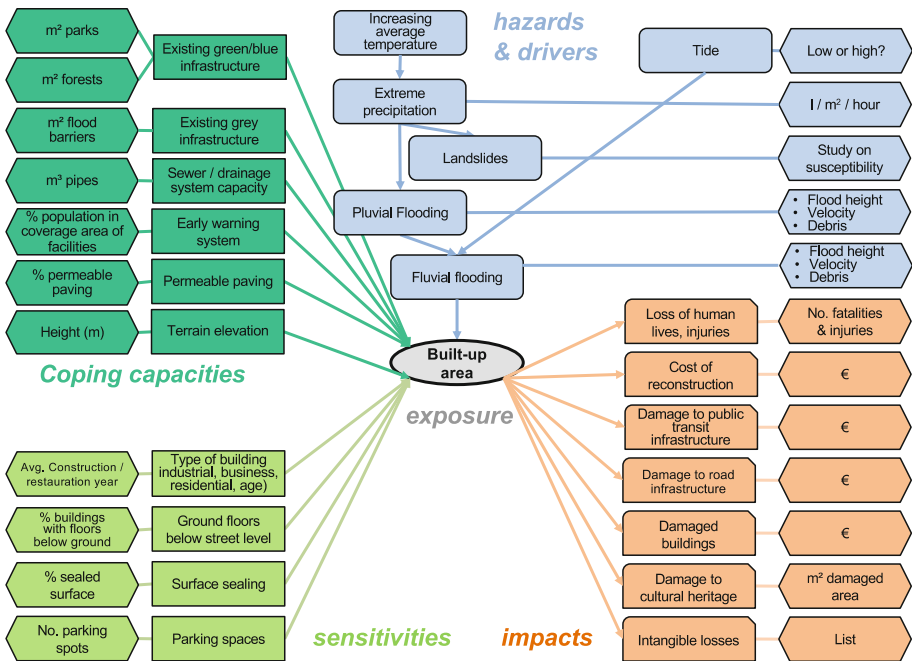 m² parks
Existing green/blue
infrastructure
m² forests
m² flood
barriers
Existing grey
infrastructure
m³ pipes
Sewer / drainage
system capacity
% population in
coverage area of
facilities
Early warning
system
% permeable
paving
Permeable paving
Height (m)
Terrain elevation
Coping capacities
Increasing
average
temperature
hazards
& drivers
Tide
Low or high?
Extreme
precipitation
l / m² / hour
Landslides
Study on
susceptibility
Pluvial Flooding
• Flood height
• Velocity
• Debris
Fluvial flooding
• Flood height
• Velocity
• Debris
Built-up
area
exposure
Avg. Construction /
restauration year
Type of building
industrial, business,
residential, age)
% buildings
with floors
below ground
Ground floors
below street level
% sealed
surface
Surface sealing
No. parking
spots
Parking spaces
sensitivities
Loss of human
lives, injuries
No. fatalities
& injuries
Cost of
reconstruction
€
Damage to public
transit
infrastructure
€
Damage to road
infrastructure
€
Damaged
buildings
€
Damage to
cultural heritage
m² damaged
area
impacts
Intangible losses
List